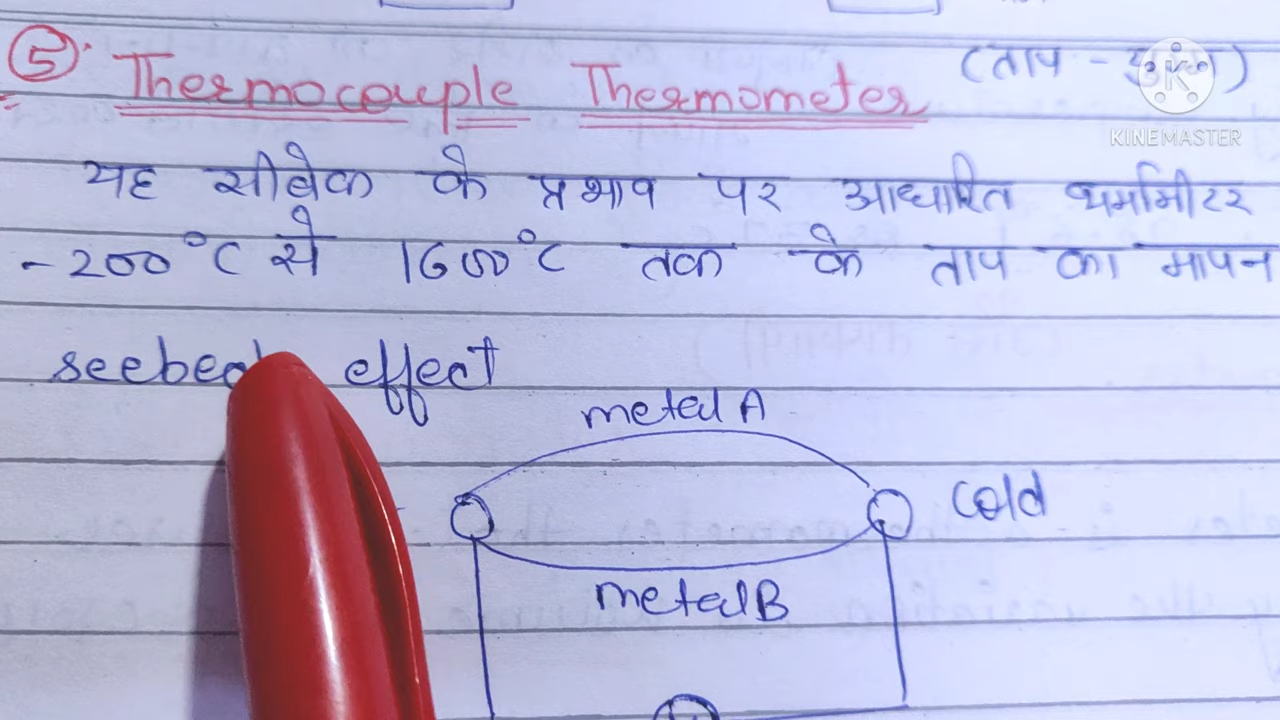 5 Thermocouple Thermometer (ताप -
KINEMASTER
यह सीबेक के प्रभाव पर आधारित थर्मामीटर
-200°C से 1600°C तक के ताप का मापन
effect
metal A
cold
metal B